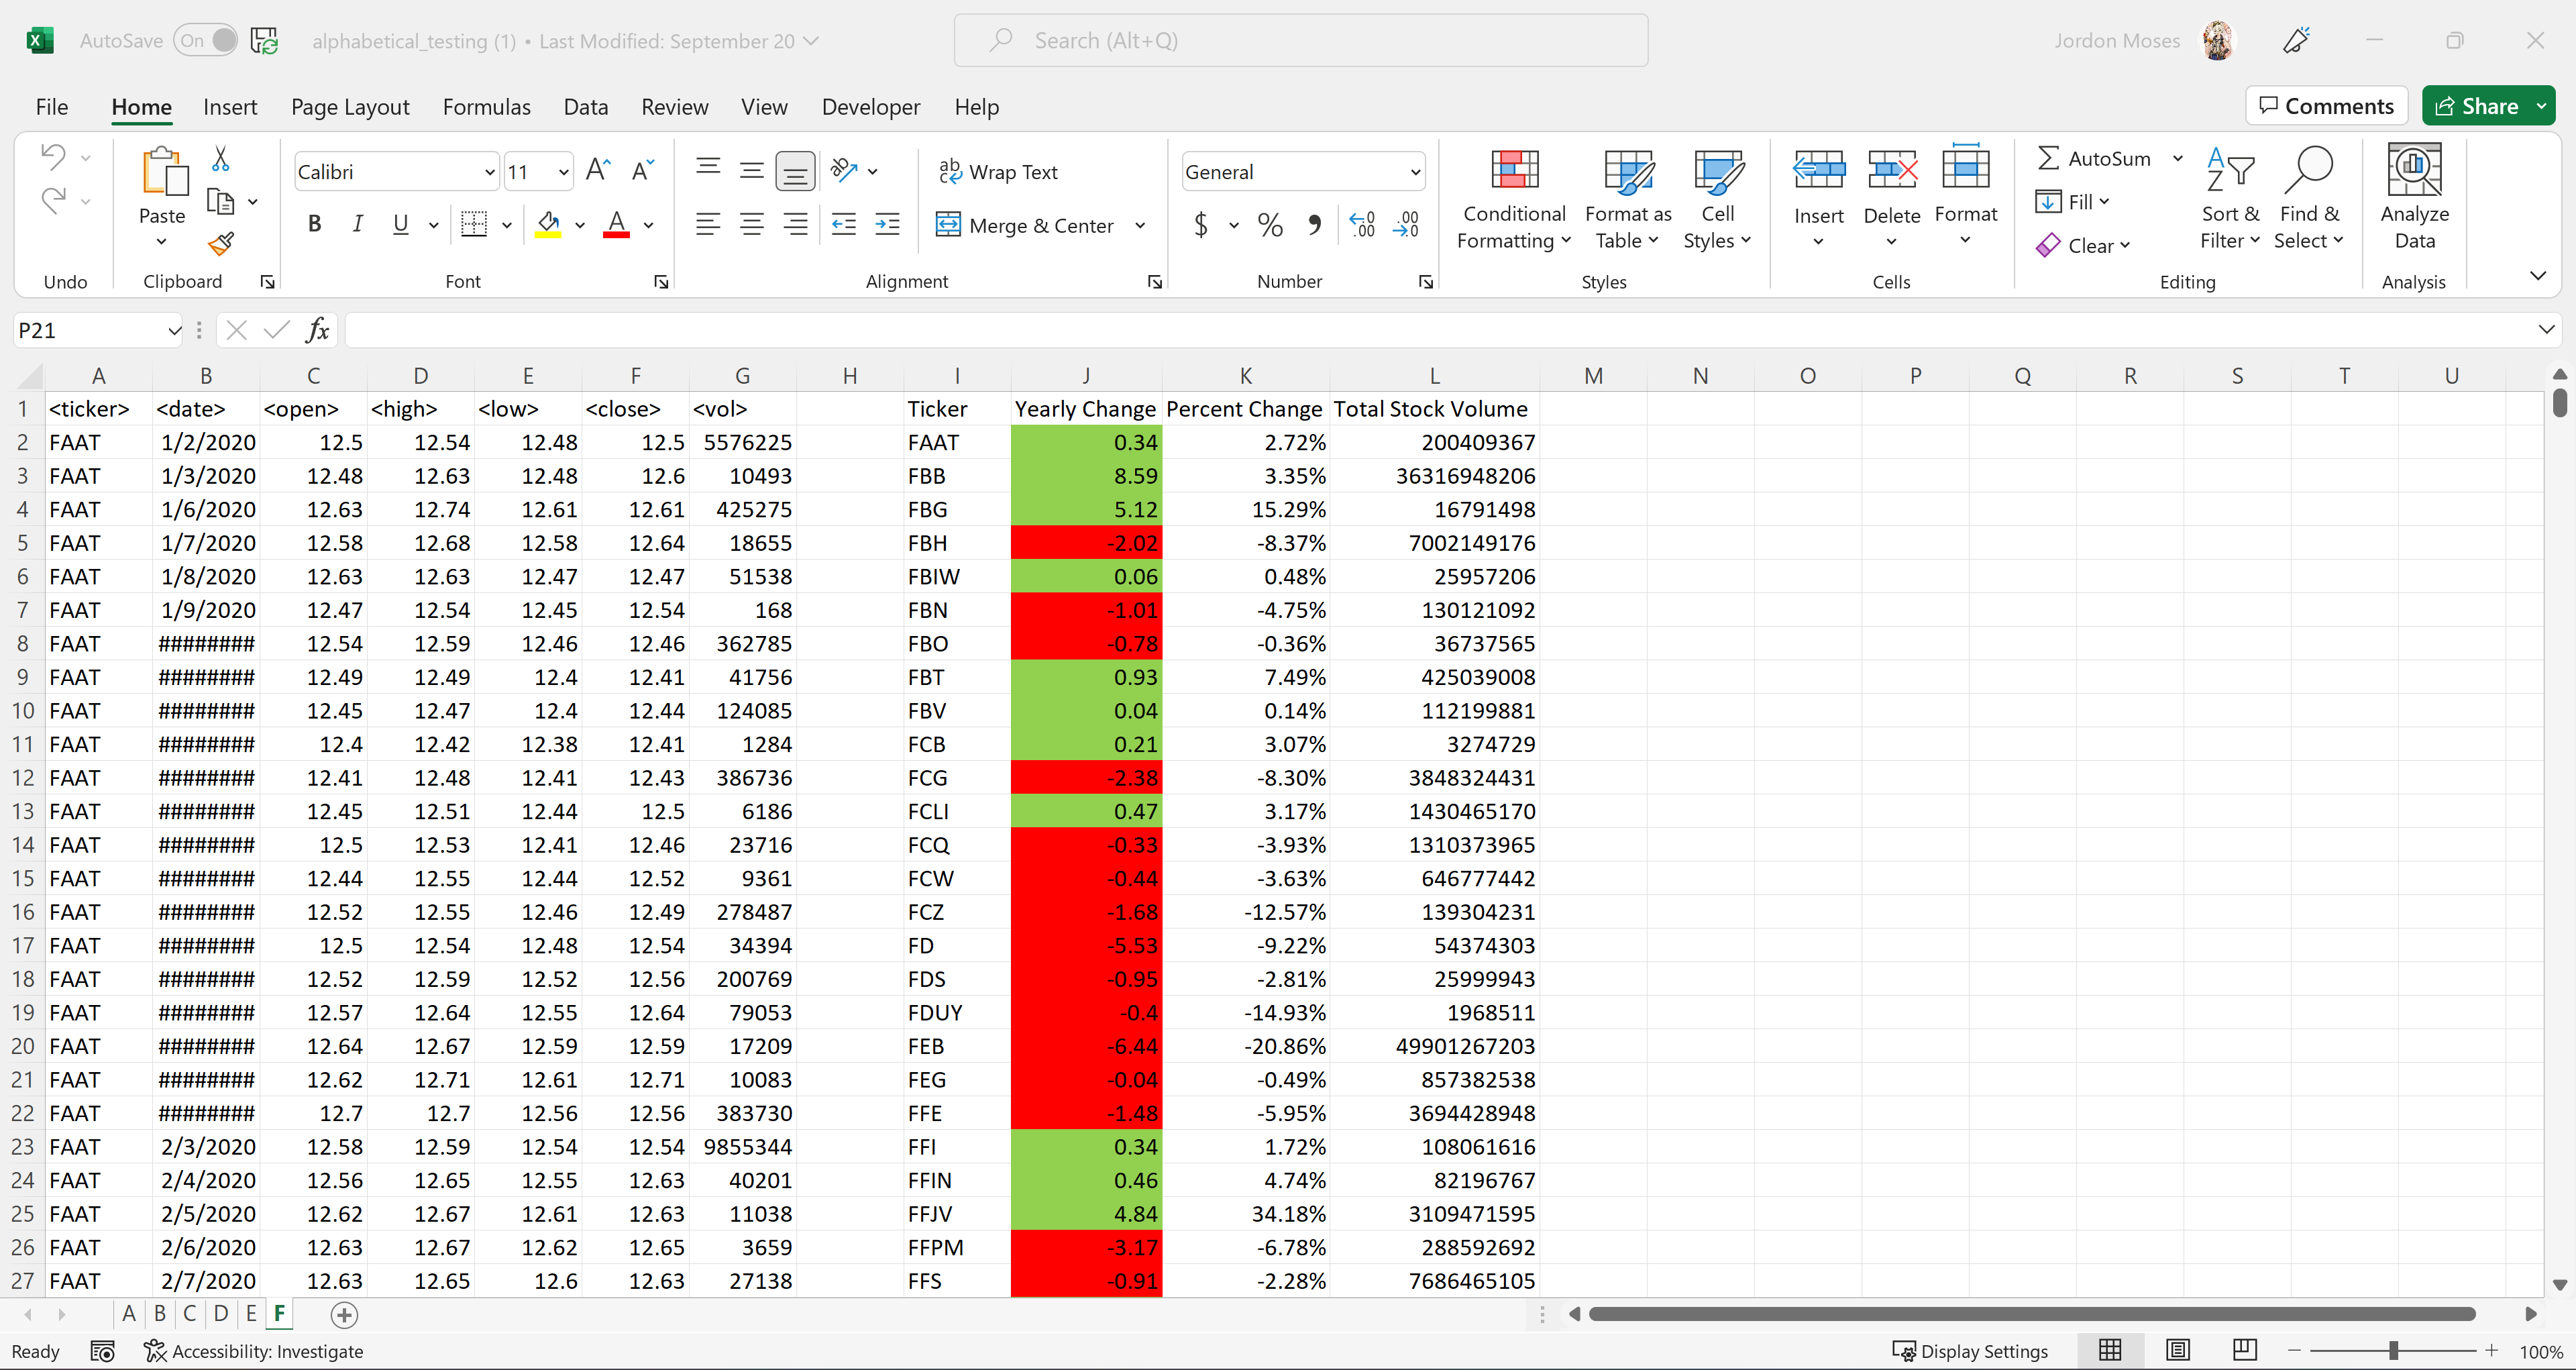 AutoSave On alphabetical_testing (1) • Last Modified: September 20 Search (Alt+Q) Jordon Moses
File Home Insert Page Layout Formulas Data Review View Developer Help Comments Share
Paste Calibri 11 B I U A Wrap Text Merge & Center General $ % Conditional Formatting Format as Table Cell Styles Insert Delete Format AutoSum Fill Clear Sort & Filter Find & Select Analyze Data
Undo Clipboard Font Alignment Number Styles Cells Editing Analysis
P21 fx
A B C D E F G H I J K L M N O P Q R S T U
1 <ticker> <date> <open> <high> <low> <close> <vol> Ticker Yearly Change Percent Change Total Stock Volume
2 FAAT 1/2/2020 12.5 12.54 12.48 12.5 5576225 FAAT 0.34 2.72% 200409367
3 FAAT 1/3/2020 12.48 12.63 12.48 12.6 10493 FBB 8.59 3.35% 36316948206
4 FAAT 1/6/2020 12.63 12.74 12.61 12.61 425275 FBG 5.12 15.29% 16791498
5 FAAT 1/7/2020 12.58 12.68 12.58 12.64 18655 FBH -2.02 -8.37% 7002149176
6 FAAT 1/8/2020 12.63 12.63 12.47 12.47 51538 FBIW 0.06 0.48% 25957206
7 FAAT 1/9/2020 12.47 12.54 12.45 12.54 168 FBN -1.01 -4.75% 130121092
8 FAAT ######## 12.54 12.59 12.46 12.46 362785 FBO -0.78 -0.36% 36737565
9 FAAT ######## 12.49 12.49 12.4 12.41 41756 FBT 0.93 7.49% 425039008
10 FAAT ######## 12.45 12.47 12.4 12.44 124085 FBV 0.04 0.14% 112199881
11 FAAT ######## 12.4 12.42 12.38 12.41 1284 FCB 0.21 3.07% 3274729
12 FAAT ######## 12.41 12.48 12.41 12.43 386736 FCG -2.38 -8.30% 3848324431
13 FAAT ######## 12.45 12.51 12.44 12.5 6186 FCLI 0.47 3.17% 1430465170
14 FAAT ######## 12.5 12.53 12.41 12.46 23716 FCQ -0.33 -3.93% 1310373965
15 FAAT ######## 12.44 12.55 12.44 12.52 9361 FCW -0.44 -3.63% 646777442
16 FAAT ######## 12.52 12.55 12.46 12.49 278487 FCZ -1.68 -12.57% 139304231
17 FAAT ######## 12.5 12.54 12.48 12.54 34394 FD -5.53 -9.22% 54374303
18 FAAT ######## 12.52 12.59 12.52 12.56 200769 FDS -0.95 -2.81% 25999943
19 FAAT ######## 12.57 12.64 12.55 12.64 79053 FDUY -0.4 -14.93% 1968511
20 FAAT ######## 12.64 12.67 12.59 12.59 17209 FEB -6.44 -20.86% 49901267203
21 FAAT ######## 12.62 12.71 12.61 12.71 10083 FEG -0.04 -0.49% 857382538
22 FAAT ######## 12.7 12.7 12.56 12.56 383730 FFE -1.48 -5.95% 3694428948
23 FAAT 2/3/2020 12.58 12.59 12.54 12.54 9855344 FFI 0.34 1.72% 108061616
24 FAAT 2/4/2020 12.56 12.65 12.55 12.63 40201 FFIN 0.46 4.74% 82196767
25 FAAT 2/5/2020 12.62 12.67 12.61 12.63 11038 FFJV 4.84 34.18% 3109471595
26 FAAT 2/6/2020 12.63 12.67 12.62 12.65 3659 FFPM -3.17 -6.78% 288592692
27 FAAT 2/7/2020 12.63 12.65 12.6 12.63 27138 FFS -0.91 -2.28% 7686465105
A B C D E F
Ready Accessibility: Investigate Display Settings 100%